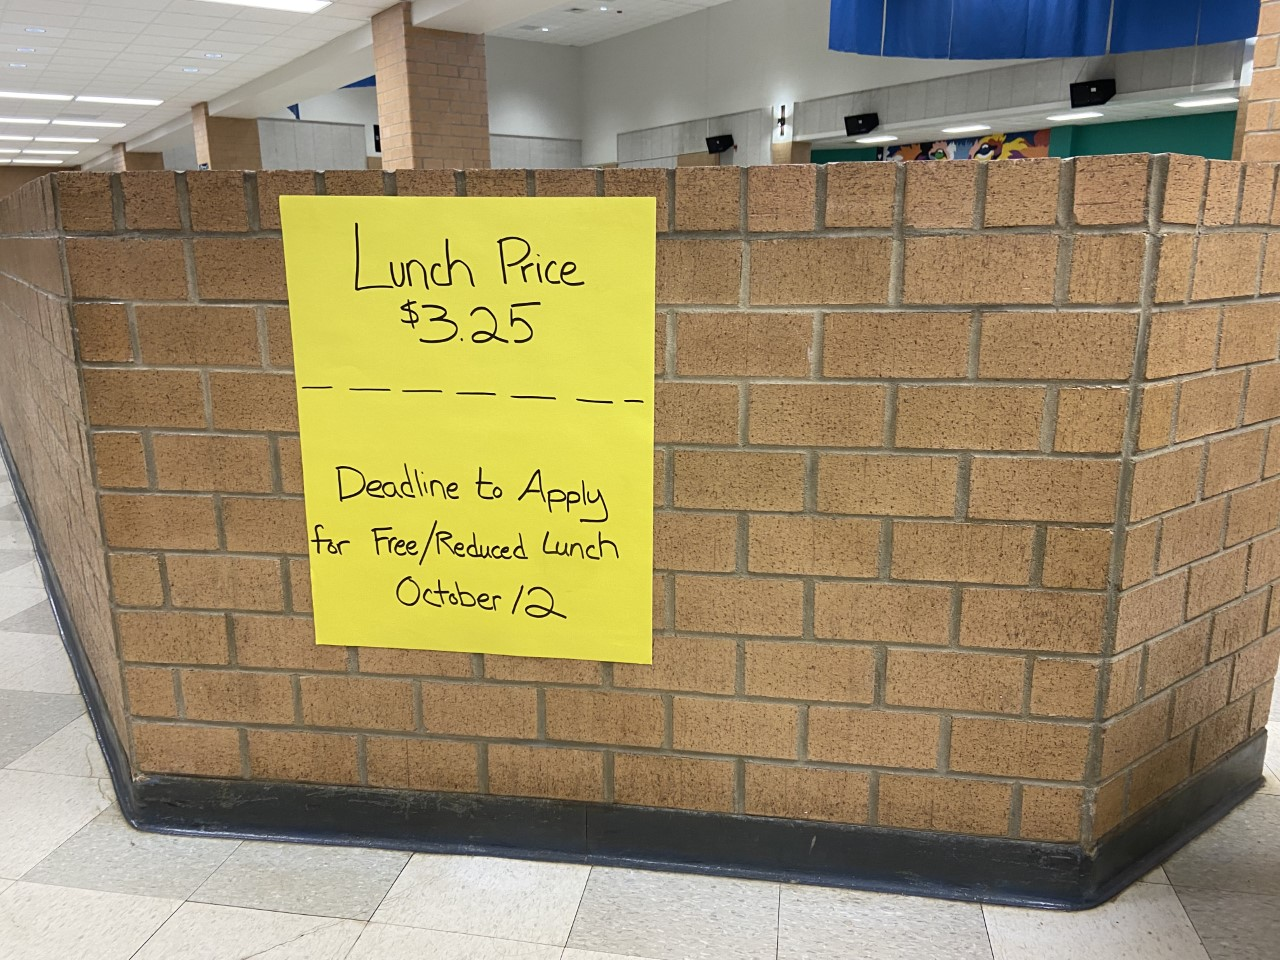 Lunch Price
$3.25
Deadline to Apply
for Free/Reduced Lunch
October 12